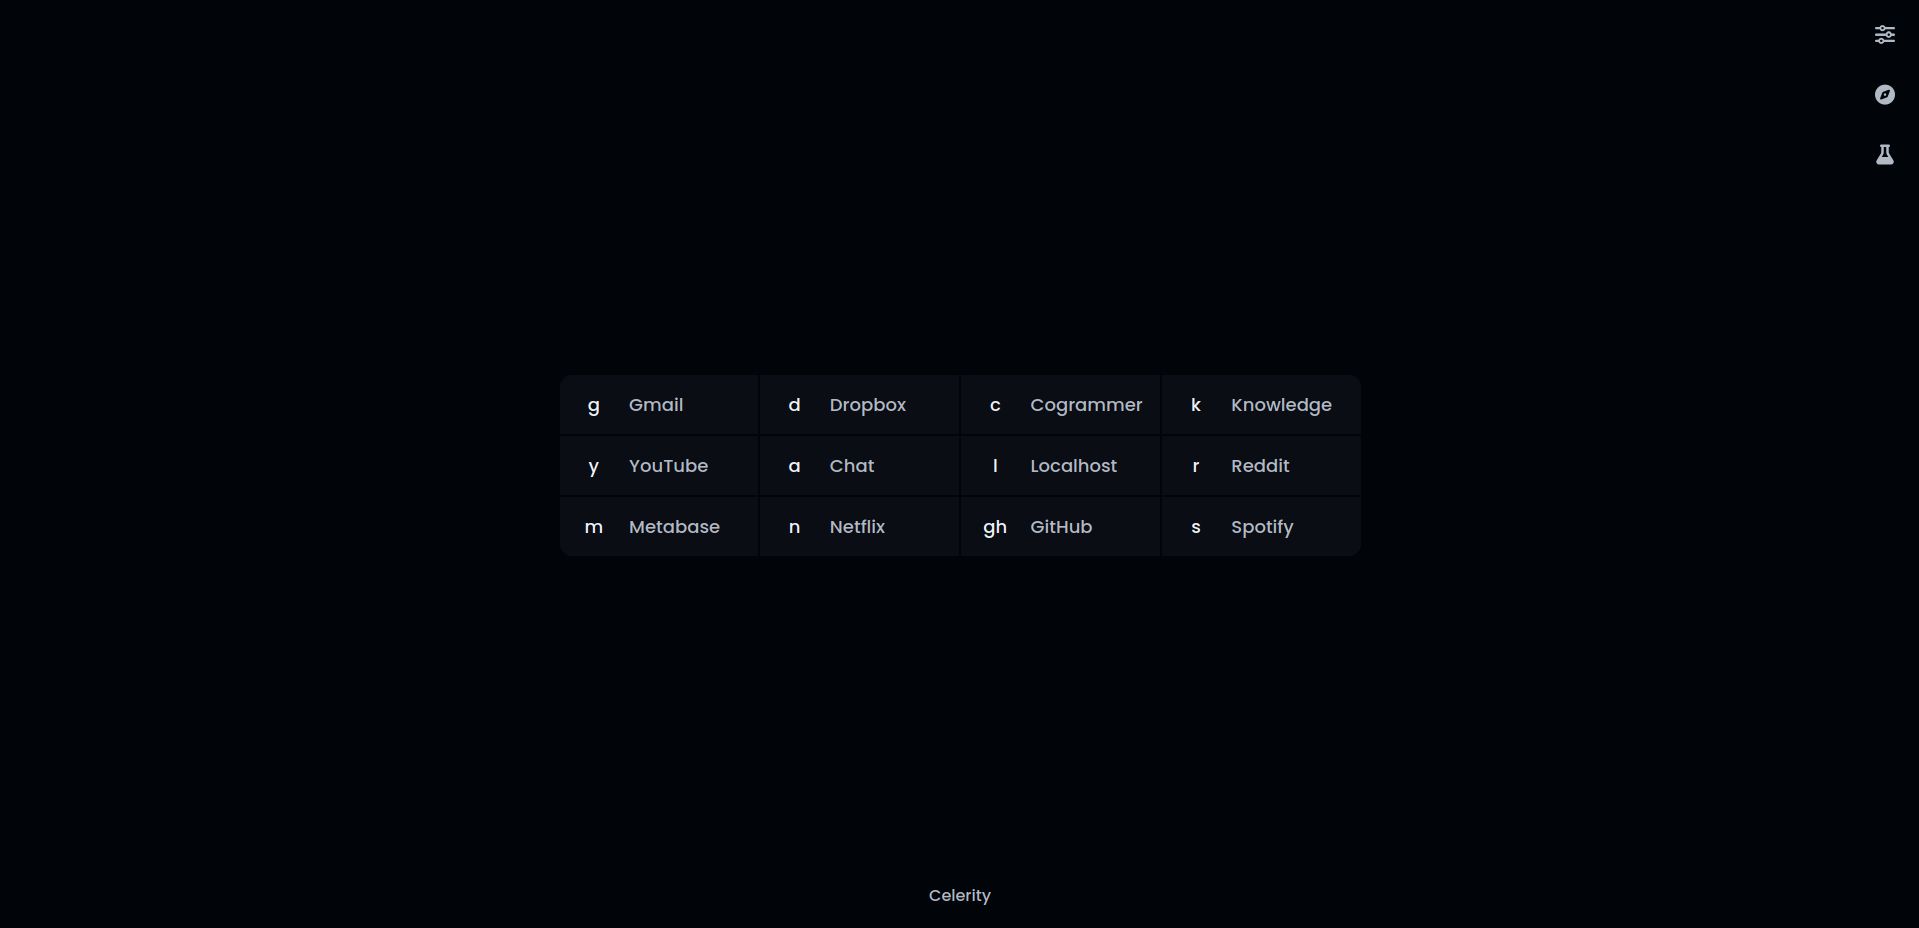 g Gmail d Dropbox c Cogrammer k Knowledge
y YouTube a Chat l Localhost r Reddit
m Metabase n Netflix gh GitHub s Spotify
Celerity